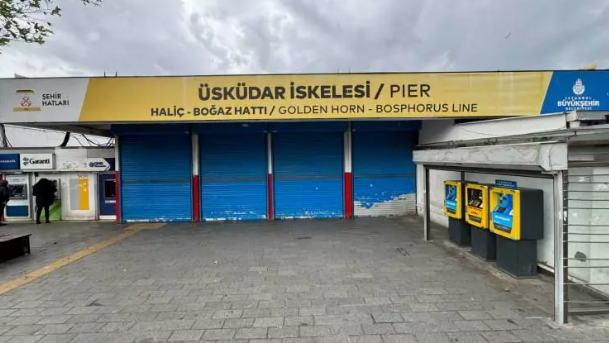 ŞEHİR
HATLARI
ÜSKÜDAR İSKELESİ / PIER
HALİÇ - BOĞAZ HATTI / GOLDEN HORN - BOSPHORUS LINE
İSTANBUL
BÜYÜKŞEHİR
BELEDİYESİ
Garanti